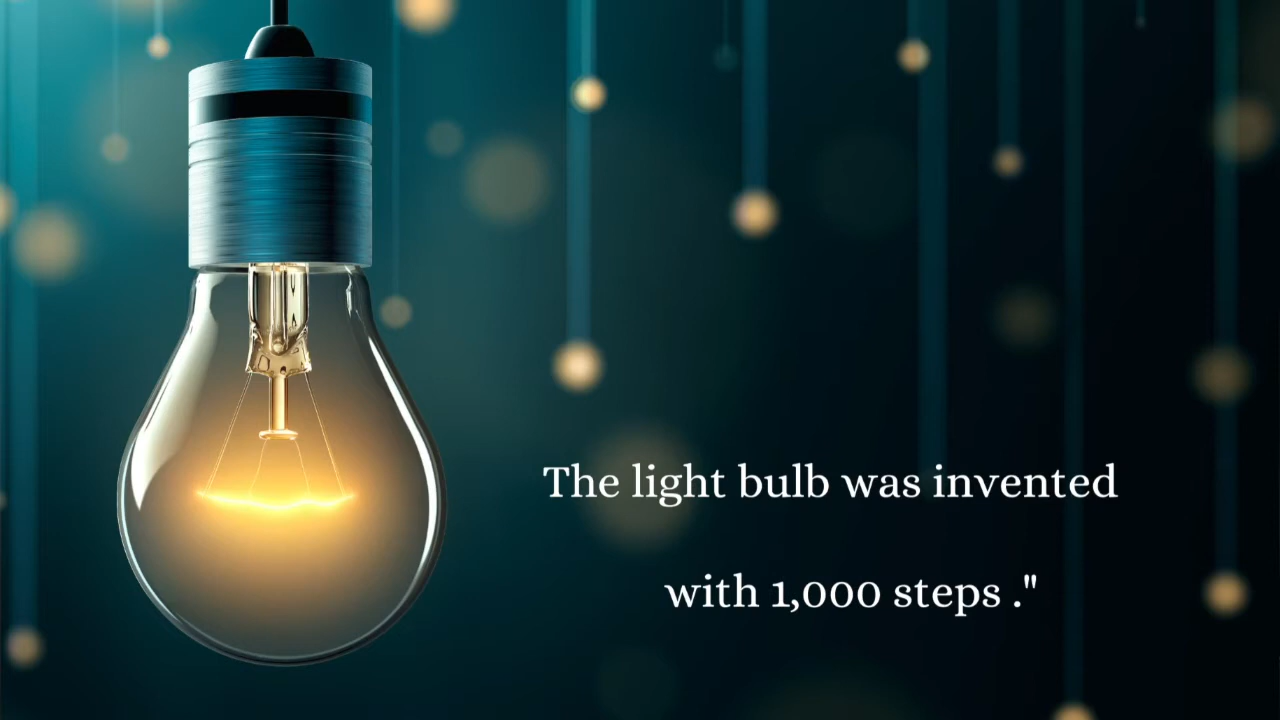 The light bulb was invented
with 1,000 steps ."